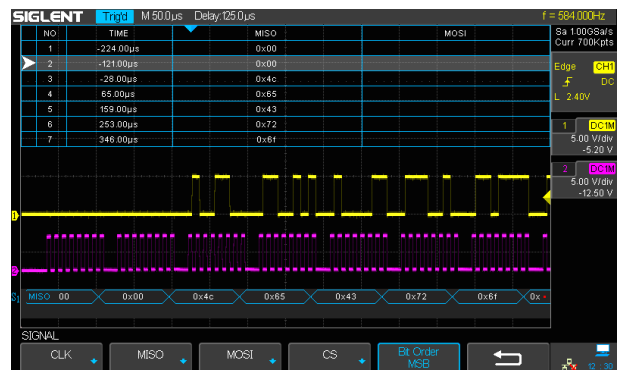 SIGLENT Trig'd M 50.0µs Delay:125.0µs f = 584.000Hz
Sa 1.00GSa/s
Curr 700Kpts
NO TIME MISO MOSI
1 -224.00µs 0x00
2 -121.00µs 0x00
3 -28.00µs 0x4c
4 65.00µs 0x65
5 159.00µs 0x43
6 253.00µs 0x72
7 346.00µs 0x6f
Edge CH1
DC
L 2.40V
1 DC1M
5.00 V/div
-5.20 V
2 DC1M
5.00 V/div
-12.50 V
1
2
S1 MISO 00 0x00 0x4c 0x65 0x43 0x72 0x6f 0x
SIGNAL
CLK MISO MOSI CS Bit Order
MSB
12:30